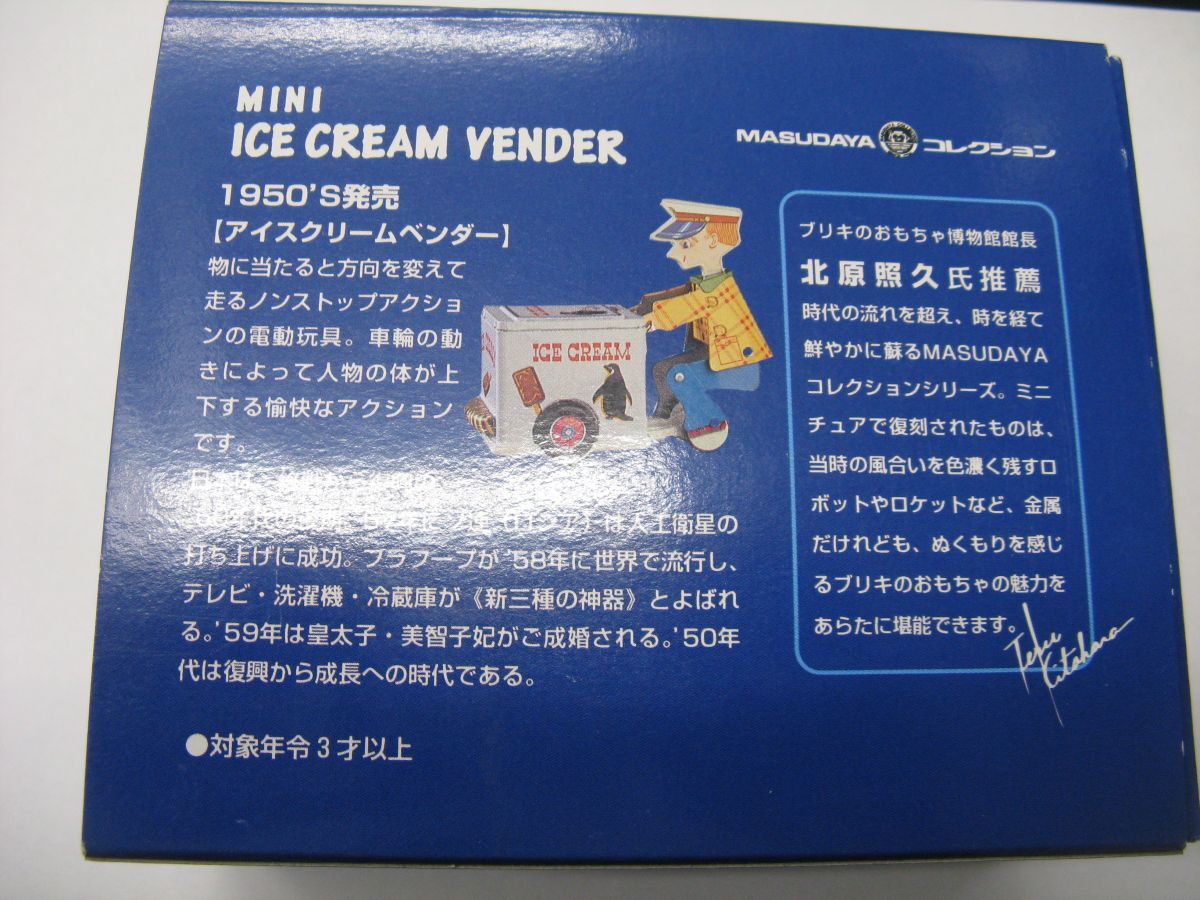 MINI
ICE CREAM VENDER
1950'S発売
【アイスクリームベンダー】
物に当たると方向を変えて
走るノンストップアクショ
ンの電動玩具。車輪の動
きによって人物の体が上
下する愉快なアクション
です。
日本は
は人工衛星の
打ち上げに成功。フラフープが'58年に世界で流行し、
テレビ・洗濯機・冷蔵庫が《新三種の神器》とよばれ
る。'59年は皇太子・美智子妃がご成婚される。'50年
代は復興から成長への時代である。
●対象年令3才以上
ICE CREAM
MASUDAYA コレクション
ブリキのおもちゃ博物館館長
北原照久氏推薦
時代の流れを超え、時を経て
鮮やかに蘇るMASUDAYA
コレクションシリーズ。ミニ
チュアで復刻されたものは、
当時の風合いを色濃く残すロ
ボットやロケットなど、金属
だけれども、ぬくもりを感じ
るブリキのおもちゃの魅力を
あらたに堪能できます。
Teru Kitahara